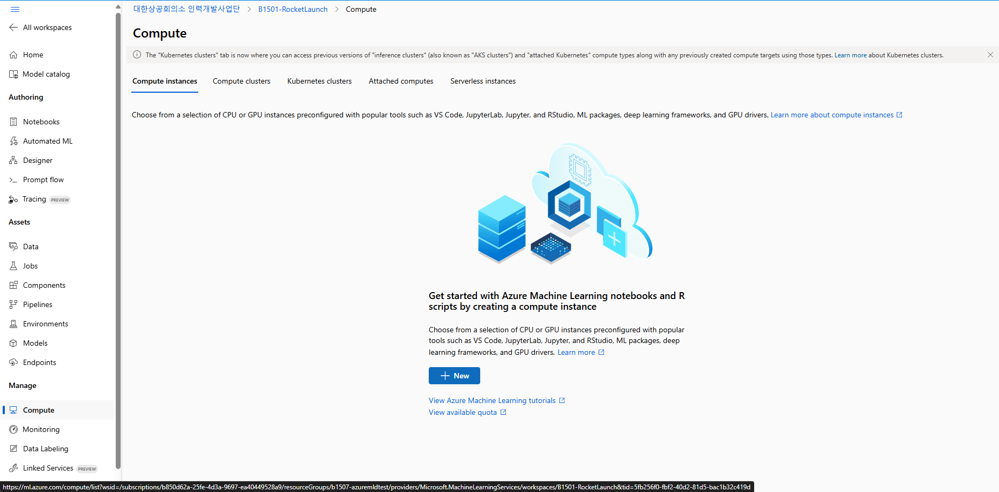 대한상공회의소 인력개발사업단 > B1501-RocketLaunch > Compute
All workspaces
Home
Model catalog
Authoring
Notebooks
Automated ML
Designer
Prompt flow
Tracing PREVIEW
Assets
Data
Jobs
Components
Pipelines
Environments
Models
Endpoints
Manage
Compute
Monitoring
Data Labeling
Linked Services PREVIEW
Compute
The "Kubernetes clusters" tab is now where you can access previous versions of "inference clusters" (also known as "AKS clusters") and "attached Kubernetes" compute types along with any previously created compute targets using those types. Learn more about Kubernetes clusters.
Compute instances Compute clusters Kubernetes clusters Attached computes Serverless instances
Choose from a selection of CPU or GPU instances preconfigured with popular tools such as VS Code, JupyterLab, Jupyter, and RStudio, ML packages, deep learning frameworks, and GPU drivers. Learn more about compute instances
Get started with Azure Machine Learning notebooks and R
scripts by creating a compute instance
Choose from a selection of CPU or GPU instances preconfigured with popular
tools such as VS Code, JupyterLab, Jupyter, and RStudio, ML packages, deep
learning frameworks, and GPU drivers. Learn more
New
View Azure Machine Learning tutorials
View available quota
https://ml.azure.com/compute/list?wsid=/subscriptions/b850d62a-25fe-4d3a-9697-ea40449528a9/resourceGroups/b1507-azuremldtest/providers/Microsoft.MachineLearningServices/workspaces/B1501-RocketLaunch&tid=5fb256f0-fbf2-40d2-81d5-bac1b32c419d